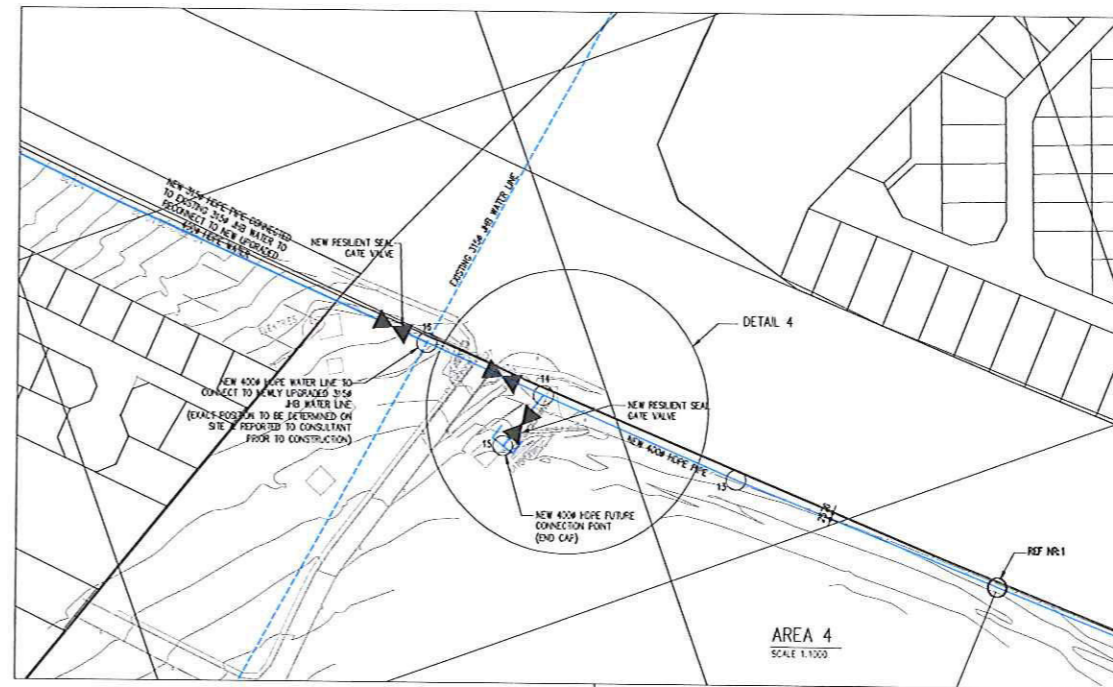 NEW 315Ø HDPE PIPE CONNECTED
TO EXISTING 315Ø JHB WATER TO
RECONNECT TO NEW UPGRADED
400Ø HDPE WATER
NEW RESILIENT SEAL
GATE VALVE
EXISTING 315Ø JHB WATER LINE
16
DETAIL 4
NEW 400Ø HDPE WATER LINE TO
CONNECT TO NEWLY UPGRADED 315Ø
JHB WATER LINE
(EXACT POSITION TO BE DETERMINED ON
SITE & REPORTED TO CONSULTANT
PRIOR TO CONSTRUCTION)
14
NEW RESILIENT SEAL
GATE VALVE
15
NEW 400Ø HDPE PIPE
13
NEW 400Ø HDPE FUTURE
CONNECTION POINT
(END CAP)
REF NR:1
AREA 4
SCALE 1:1000